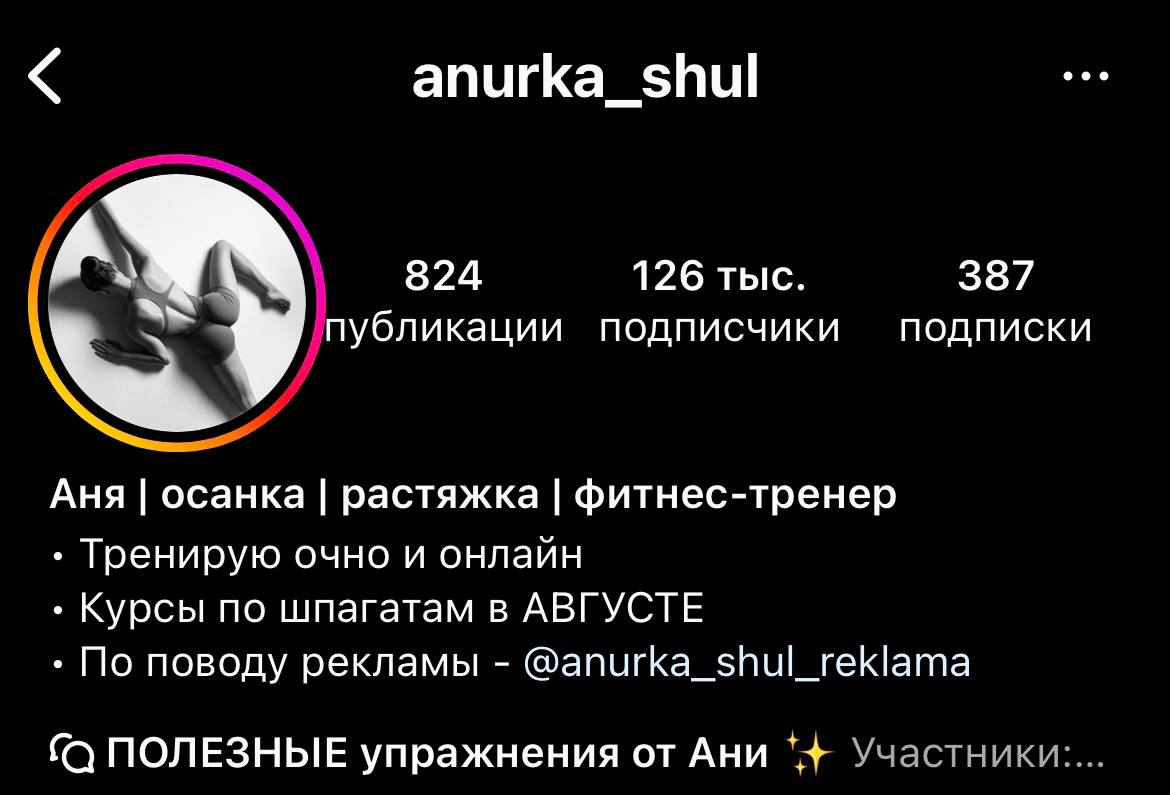 anurka_shul
824 126 тыс. 387
публикации подписчики подписки
Аня | осанка | растяжка | фитнес-тренер
• Тренирую очно и онлайн
• Курсы по шпагатам в АВГУСТЕ
• По поводу рекламы - @anurka_shul_reklama
ПОЛЕЗНЫЕ упражнения от Ани ✨ Участники:...